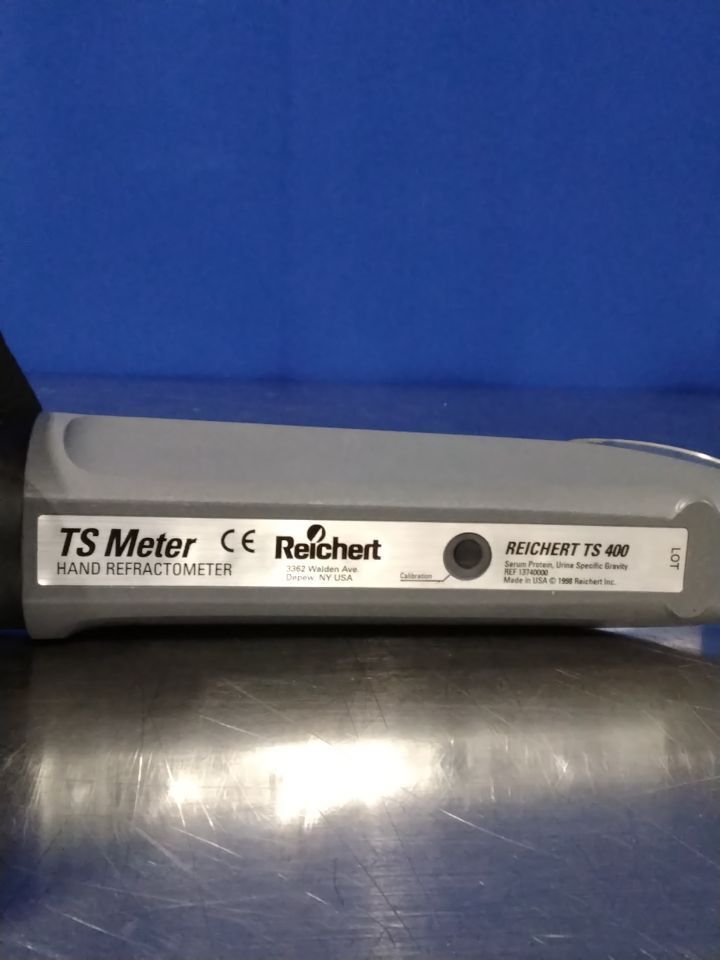 TS Meter
HAND REFRACTOMETER
CE
Reichert
3362 Walden Ave.
Depew, NY USA
Calibration
REICHERT TS 400
Serum Protein, Urine Specific Gravity
REF 13740000
Made in USA © 1998 Reichert Inc.
LOT